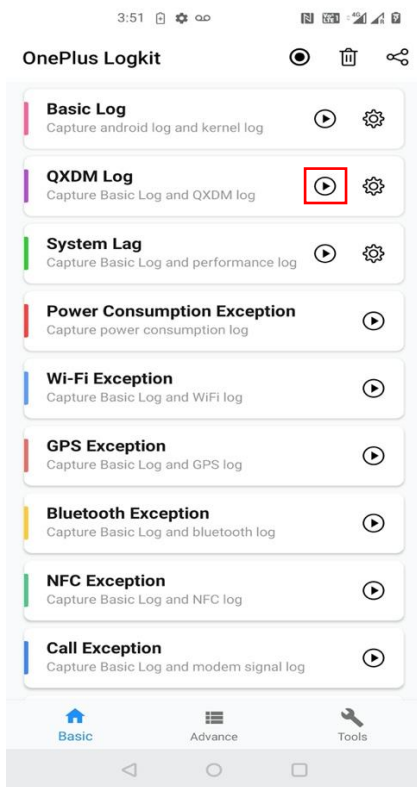 3:51
OnePlus Logkit
Basic Log
Capture android log and kernel log
QXDM Log
Capture Basic Log and QXDM log
System Lag
Capture Basic Log and performance log
Power Consumption Exception
Capture power consumption log
Wi-Fi Exception
Capture Basic Log and WiFi log
GPS Exception
Capture Basic Log and GPS log
Bluetooth Exception
Capture Basic Log and bluetooth log
NFC Exception
Capture Basic Log and NFC log
Call Exception
Capture Basic Log and modem signal log
Basic Advance Tools